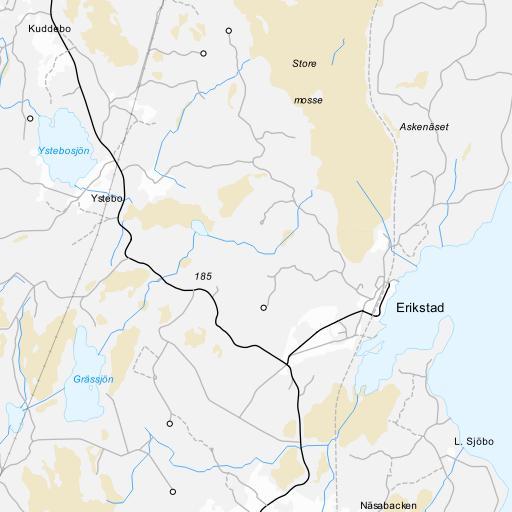 Kuddebo
Store
mosse
Askenäset
Ystebosjön
Ystebo
185
Erikstad
Grässjön
L. Sjöbo
Näsabacken